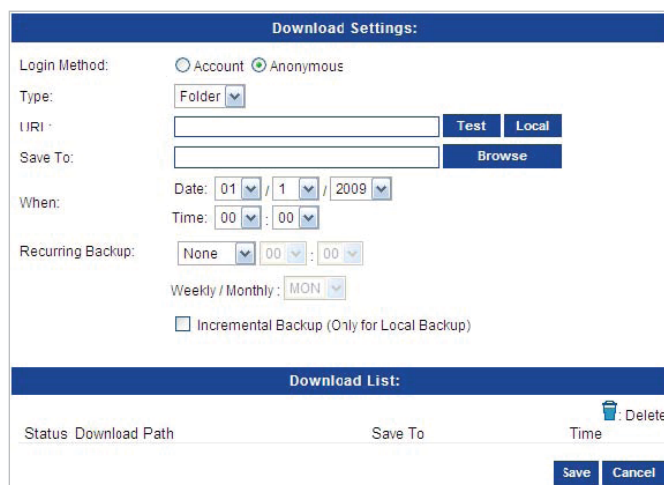 Download Settings:
Login Method: Account Anonymous
Type: Folder
URL: Test Local
Save To: Browse
When: Date: 01 / 1 / 2009
Time: 00 : 00
Recurring Backup: None 00 : 00
Weekly / Monthly : MON
Incremental Backup (Only for Local Backup)
Download List:
: Delete
Status Download Path Save To Time
Save Cancel